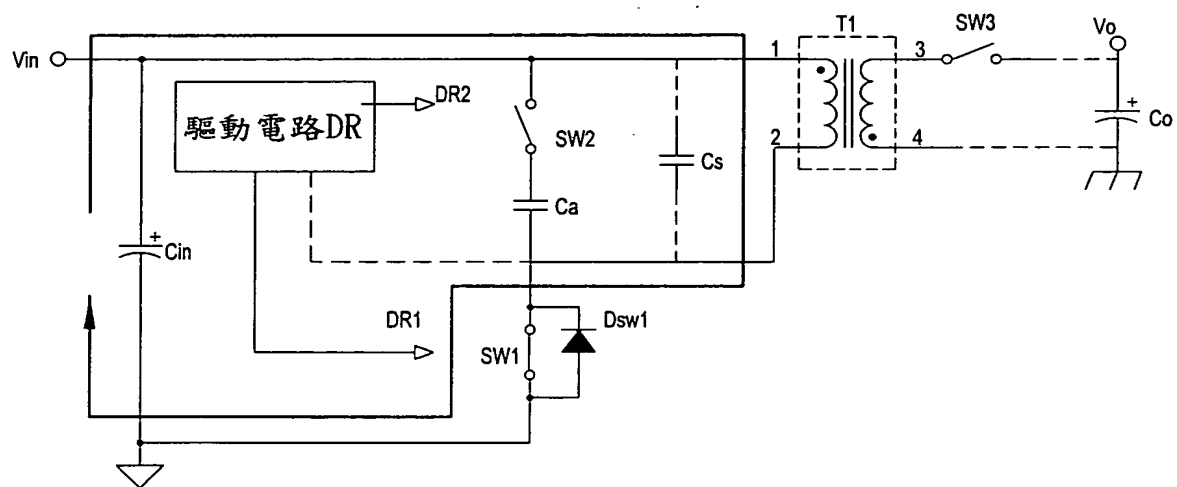 T1
SW3
Vo
Vin
1
3
DR2
驅動電路DR
SW2
+
Co
2
4
Cs
Ca
+
Cin
DR1
Dsw1
SW1